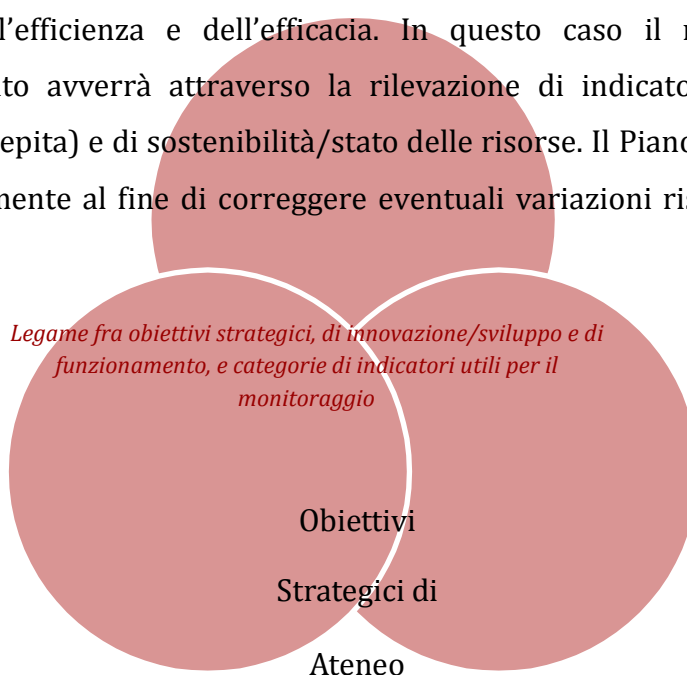 l'efficienza e dell'efficacia. In questo caso il
to avverrà attraverso la rilevazione di indicato
epita) e di sostenibilità/stato delle risorse. Il Piano
mente al fine di correggere eventuali variazioni ris
Legame fra obiettivi strategici, di innovazione/sviluppo e di
funzionamento, e categorie di indicatori utili per il
monitoraggio
Obiettivi
Strategici di
Ateneo